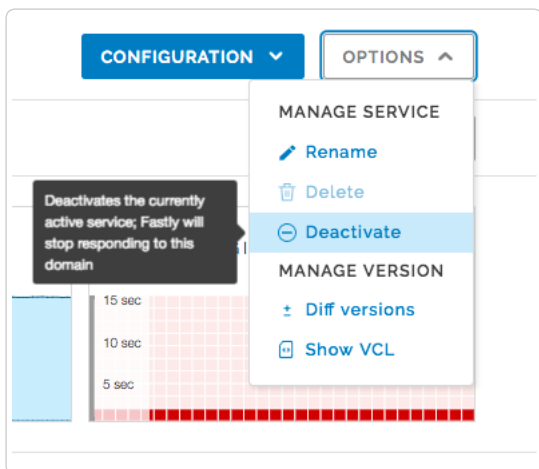 CONFIGURATION
OPTIONS
MANAGE SERVICE
Rename
Delete
Deactivates the currently
active service; Fastly will
stop responding to this
domain
Deactivate
MANAGE VERSION
15 sec
Diff versions
10 sec
Show VCL
5 sec